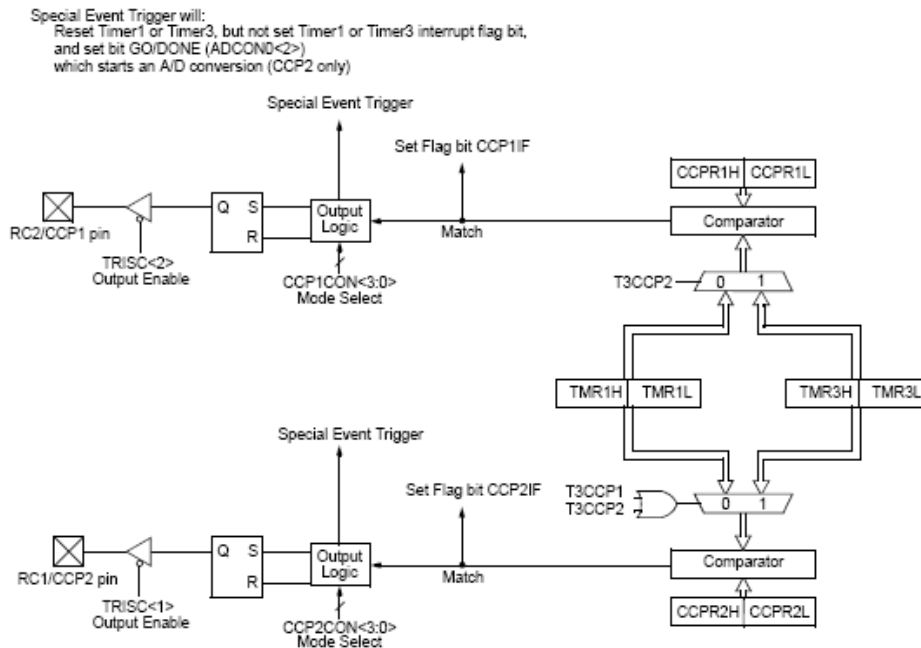 Special Event Trigger will:
Reset Timer1 or Timer3, but not set Timer1 or Timer3 interrupt flag bit,
and set bit GO/DONE (ADCON0<2>)
which starts an A/D conversion (CCP2 only)
Special Event Trigger
Set Flag bit CCP1IF
CCPR1H CCPR1L
Q S
R
Output
Logic
Comparator
RC2/CCP1 pin
Match
TRISC<2>
Output Enable
CCP1CON<3:0>
Mode Select
T3CCP2
0 1
TMR1H TMR1L
TMR3H TMR3L
Special Event Trigger
Set Flag bit CCP2IF
T3CCP1
T3CCP2
0 1
Q S
R
Output
Logic
Comparator
RC1/CCP2 pin
Match
TRISC<1>
Output Enable
CCP2CON<3:0>
Mode Select
CCPR2H CCPR2L